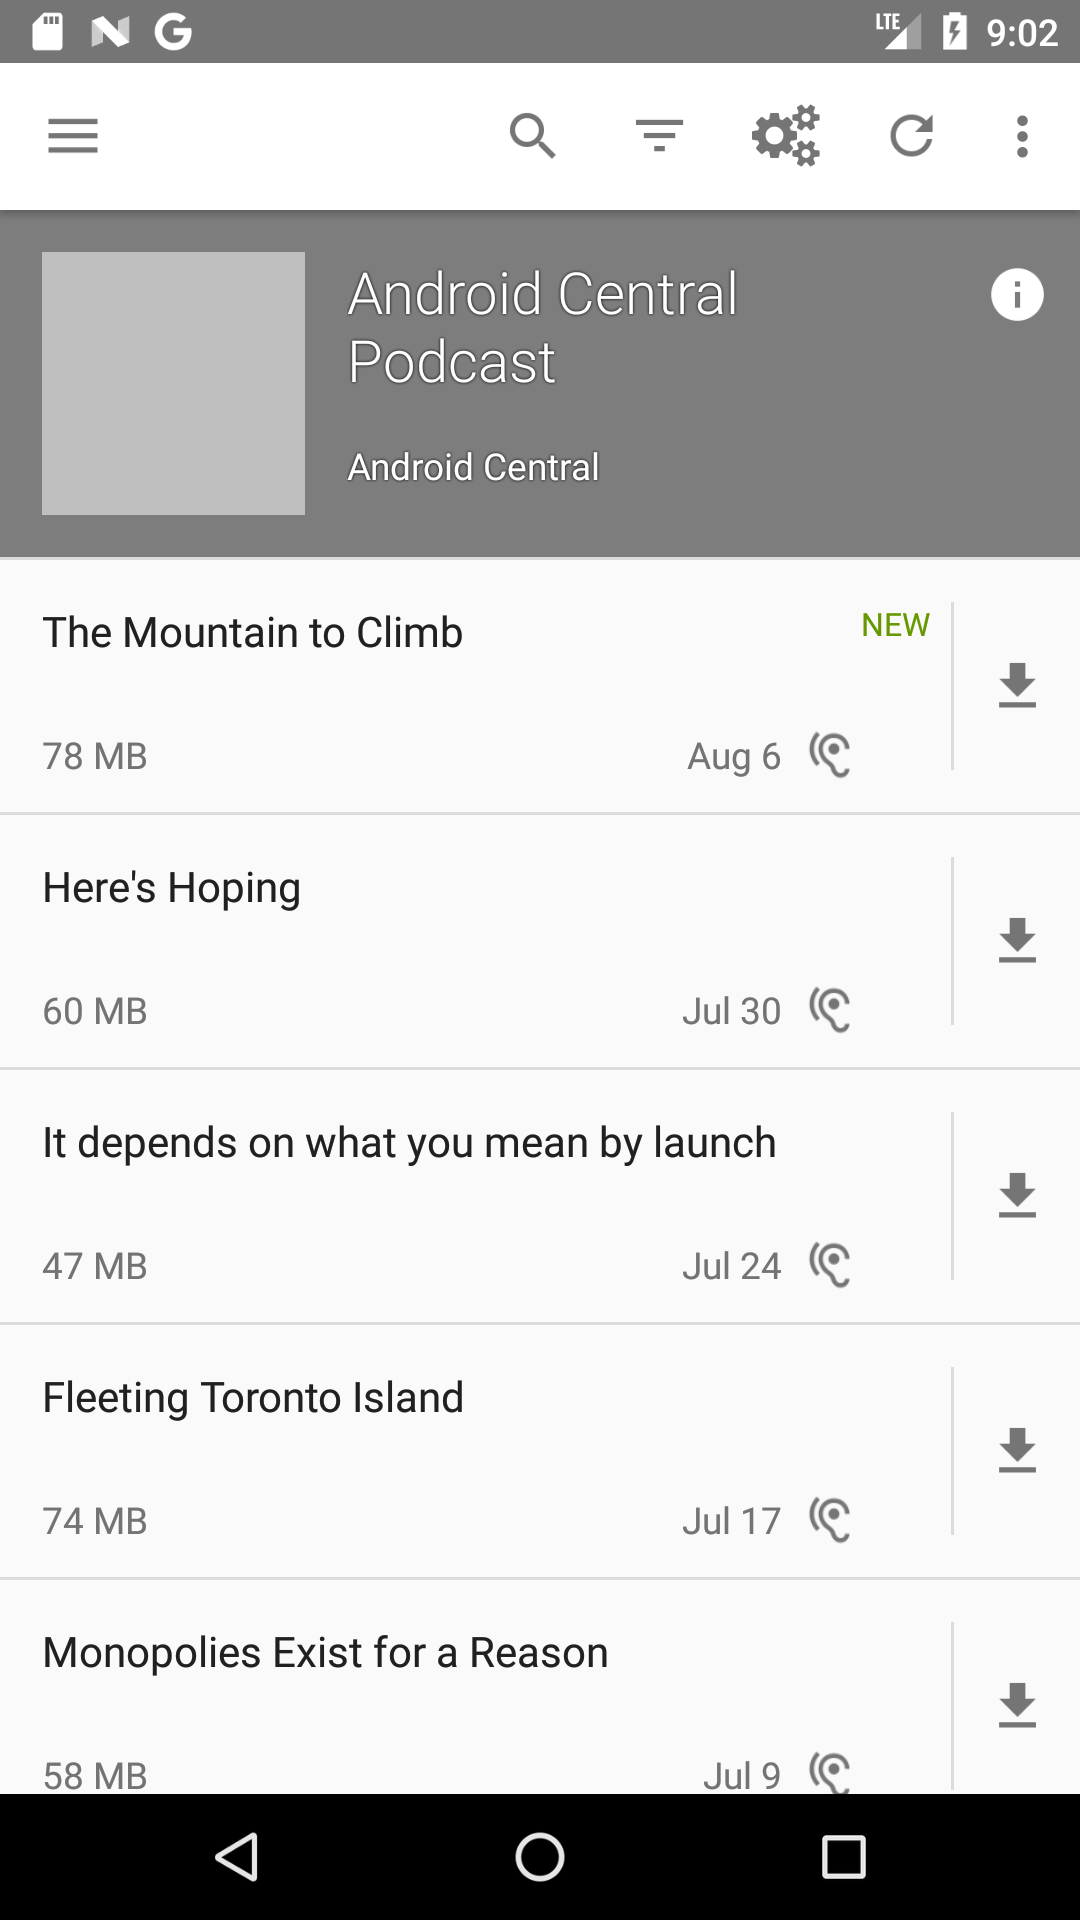 LTE 9:02
Android Central
Podcast
Android Central
The Mountain to Climb NEW
78 MB Aug 6
Here's Hoping
60 MB Jul 30
It depends on what you mean by launch
47 MB Jul 24
Fleeting Toronto Island
74 MB Jul 17
Monopolies Exist for a Reason
58 MB Jul 9